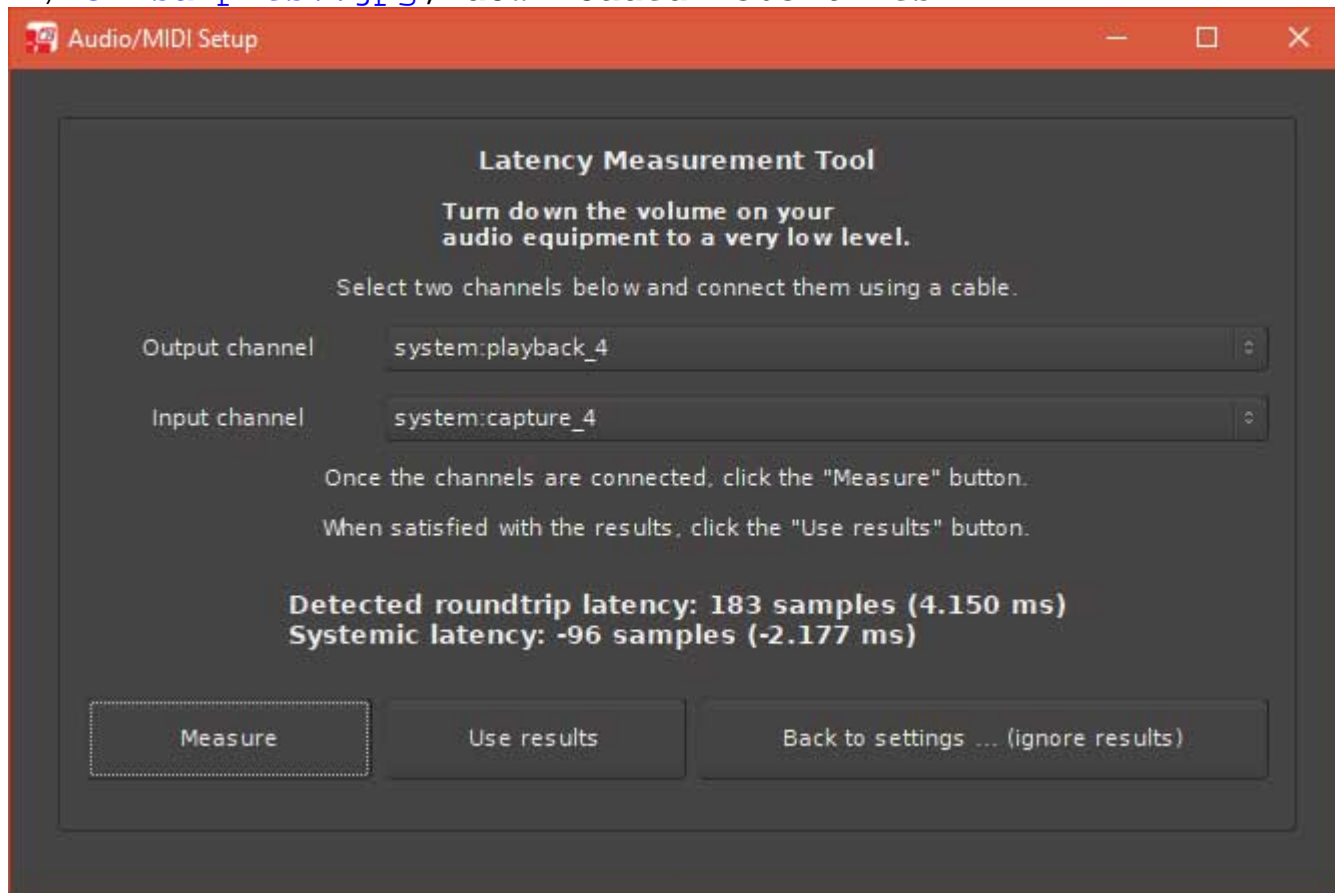 Audio/MIDI Setup
Latency Measurement Tool
Turn down the volume on your
audio equipment to a very low level.
Select two channels below and connect them using a cable.
Output channel system:playback_4
Input channel system:capture_4
Once the channels are connected, click the "Measure" button.
When satisfied with the results, click the "Use results" button.
Detected roundtrip latency: 183 samples (4.150 ms)
Systemic latency: -96 samples (-2.177 ms)
Measure Use results Back to settings ... (ignore results)